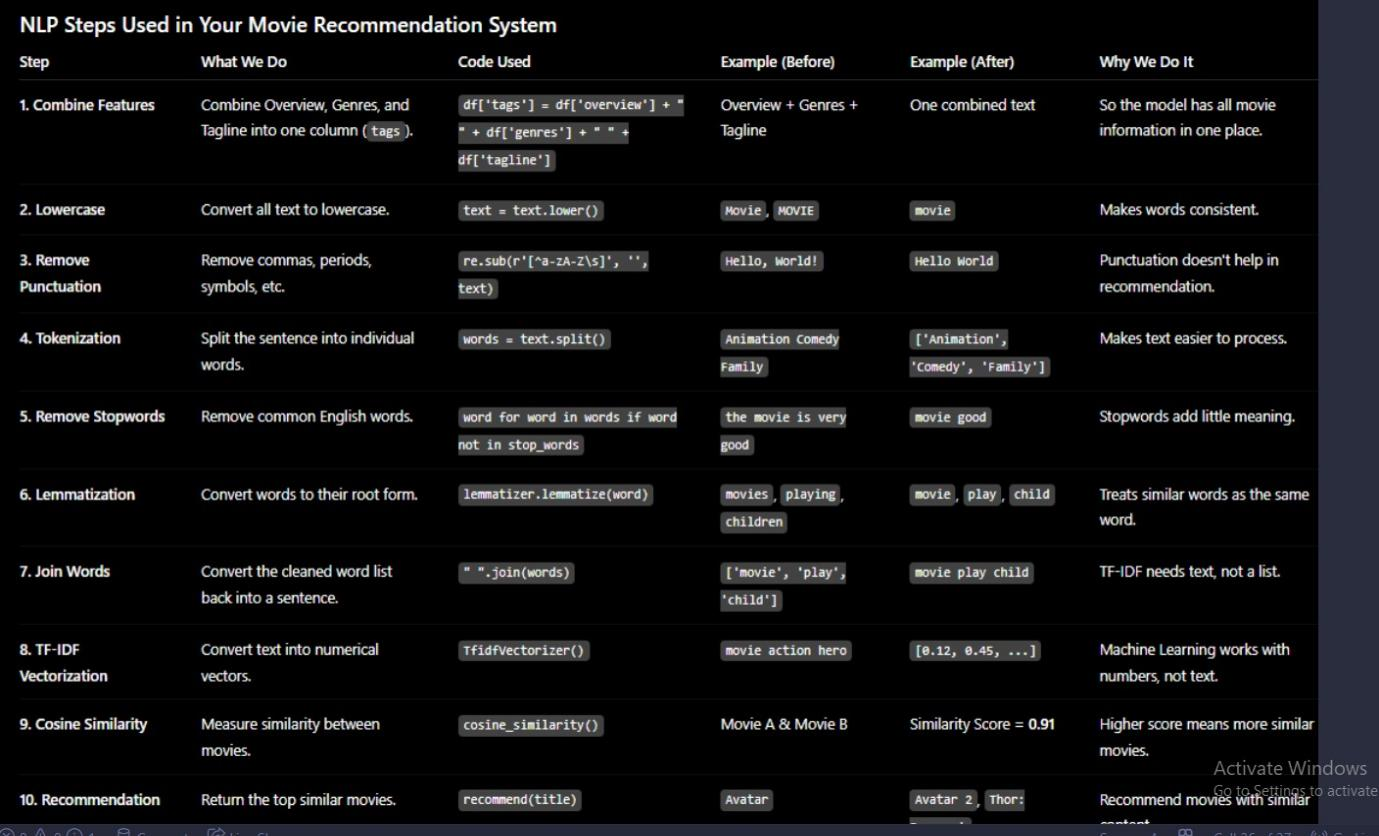 NLP Steps Used in Your Movie Recommendation System
Step What We Do Code Used Example (Before) Example (After) Why We Do It
1. Combine Features Combine Overview, Genres, and df['tags'] = df['overview'] + " Overview + Genres + One combined text So the model has all movie
Tagline into one column ( tags ). " + df['genres'] + " " + Tagline information in one place.
df['tagline']
2. Lowercase Convert all text to lowercase. text = text.lower() Movie , MOVIE movie Makes words consistent.
3. Remove Remove commas, periods, re.sub(r'[^a-zA-Z\s]', '', Hello, World! Hello World Punctuation doesn't help in
Punctuation symbols, etc. text) recommendation.
4. Tokenization Split the sentence into individual words = text.split() Animation Comedy ['Animation', Makes text easier to process.
words. Family 'Comedy', 'Family']
5. Remove Stopwords Remove common English words. word for word in words if word the movie is very movie good Stopwords add little meaning.
not in stop_words good
6. Lemmatization Convert words to their root form. lemmatizer.lemmatize(word) movies , playing , movie , play , child Treats similar words as the same
children word.
7. Join Words Convert the cleaned word list " ".join(words) ['movie', 'play', movie play child TF-IDF needs text, not a list.
back into a sentence. 'child']
8. TF-IDF Convert text into numerical TfidfVectorizer() movie action hero [0.12, 0.45, ...] Machine Learning works with
Vectorization vectors. numbers, not text.
9. Cosine Similarity Measure similarity between cosine_similarity() Movie A & Movie B Similarity Score = 0.91 Higher score means more similar
movies. movies.
Activate Windows
Go to Settings to activate
10. Recommendation Return the top similar movies. recommend(title) Avatar Avatar 2 , Thor: Recommend movies with similar